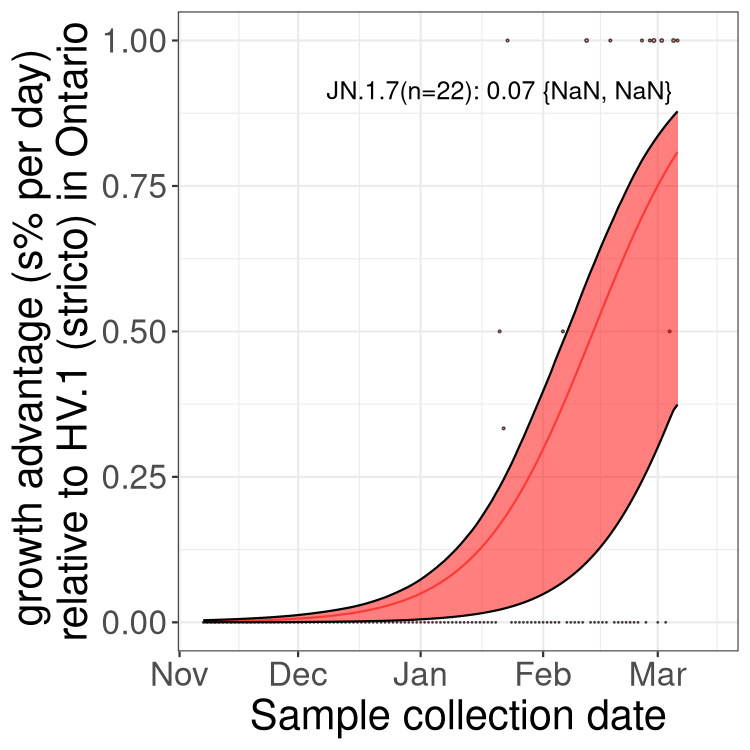 growth advantage (s% per day)
relative to HV.1 (stricto) in Ontario
1.00
0.75
0.50
0.25
0.00
JN.1.7(n=22): 0.07 {NaN, NaN}
Nov Dec Jan Feb Mar
Sample collection date